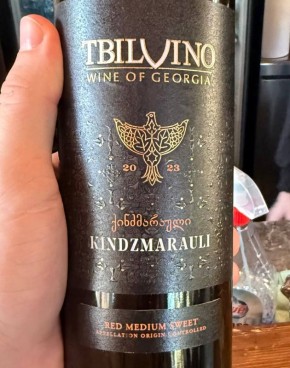 TBILVINO
WINE OF GEORGIA
20 23
ქინძმარაული
KINDZMARAULI
RED MEDIUM SWEET
APPELLATION ORIGIN CONTROLLED